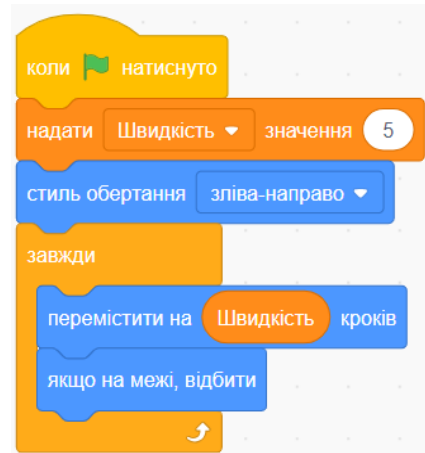 коли натиснуто
надати Швидкість значення 5
стиль обертання зліва-направо
завжди
перемістити на Швидкість кроків
якщо на межі, відбити